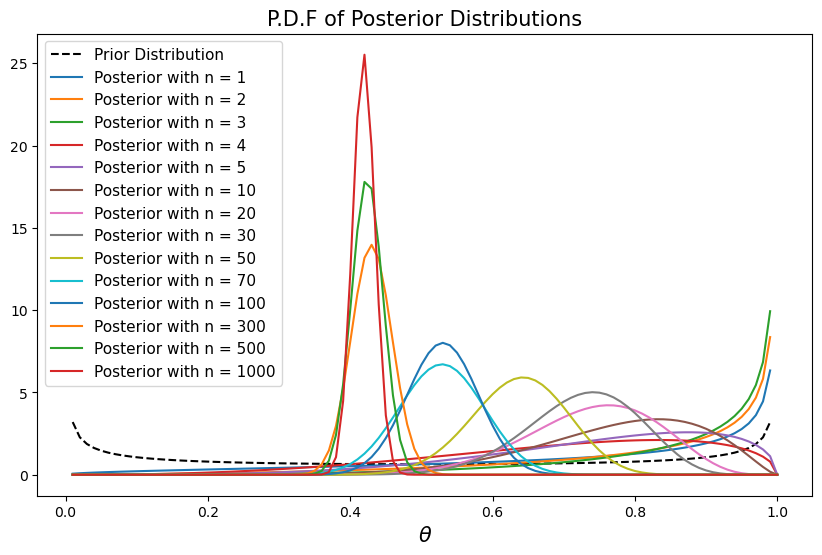 P.D.F of Posterior Distributions
Prior Distribution
Posterior with n = 1
Posterior with n = 2
Posterior with n = 3
Posterior with n = 4
Posterior with n = 5
Posterior with n = 10
Posterior with n = 20
Posterior with n = 30
Posterior with n = 50
Posterior with n = 70
Posterior with n = 100
Posterior with n = 300
Posterior with n = 500
Posterior with n = 1000
25
20
15
10
5
0
0.0 0.2 0.4 0.6 0.8 1.0
θ